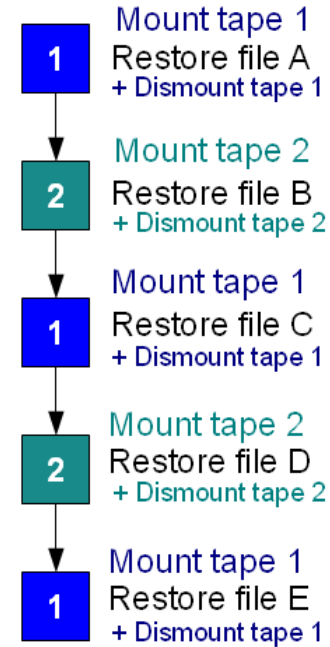 Mount tape 1
1
Restore file A
+ Dismount tape 1
Mount tape 2
2
Restore file B
+ Dismount tape 2
Mount tape 1
1
Restore file C
+ Dismount tape 1
Mount tape 2
2
Restore file D
+ Dismount tape 2
Mount tape 1
1
Restore file E
+ Dismount tape 1